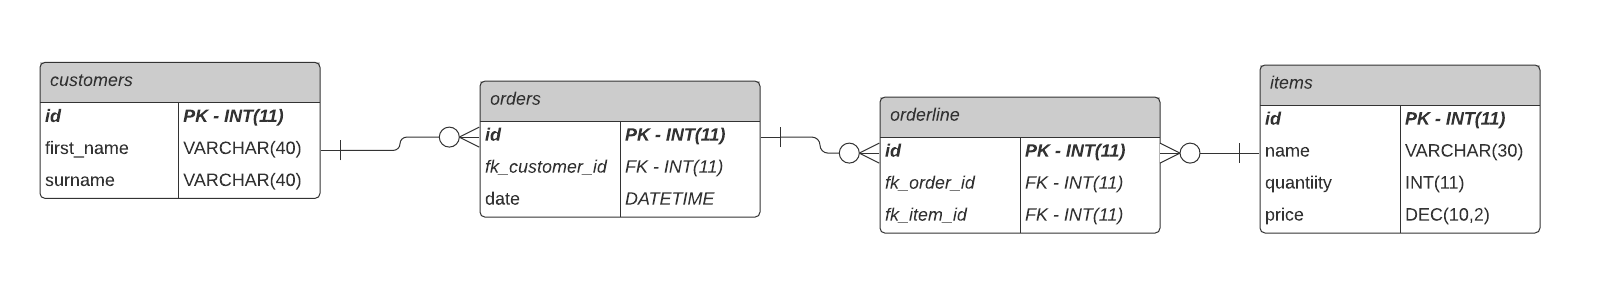 customers
id PK - INT(11)
first_name VARCHAR(40)
surname VARCHAR(40)
orders
id PK - INT(11)
fk_customer_id FK - INT(11)
date DATETIME
orderline
id PK - INT(11)
fk_order_id FK - INT(11)
fk_item_id FK - INT(11)
items
id PK - INT(11)
name VARCHAR(30)
quantiity INT(11)
price DEC(10,2)